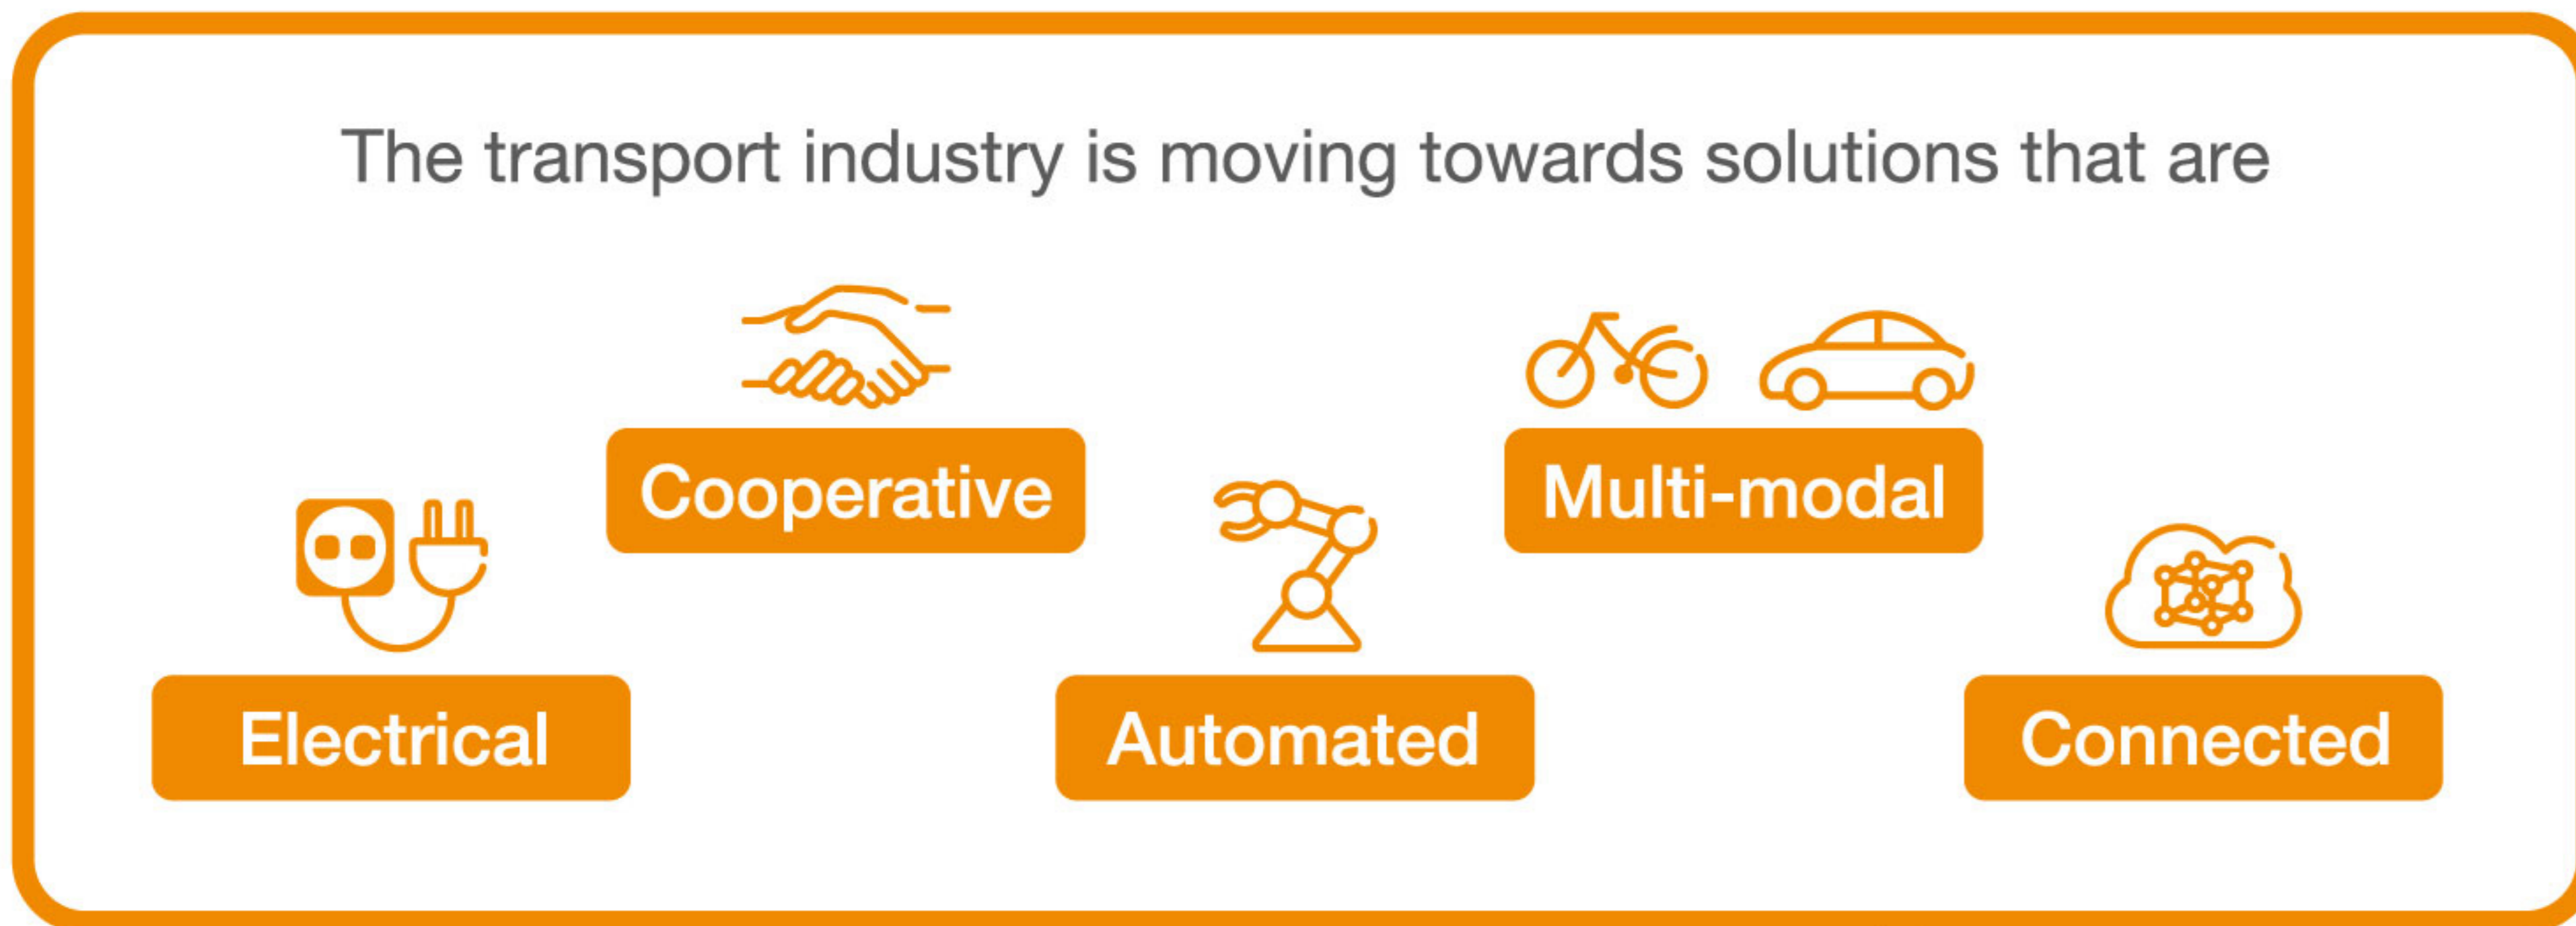 The transport industry is moving towards solutions that are
Electrical
Cooperative
Automated
Multi-modal
Connected